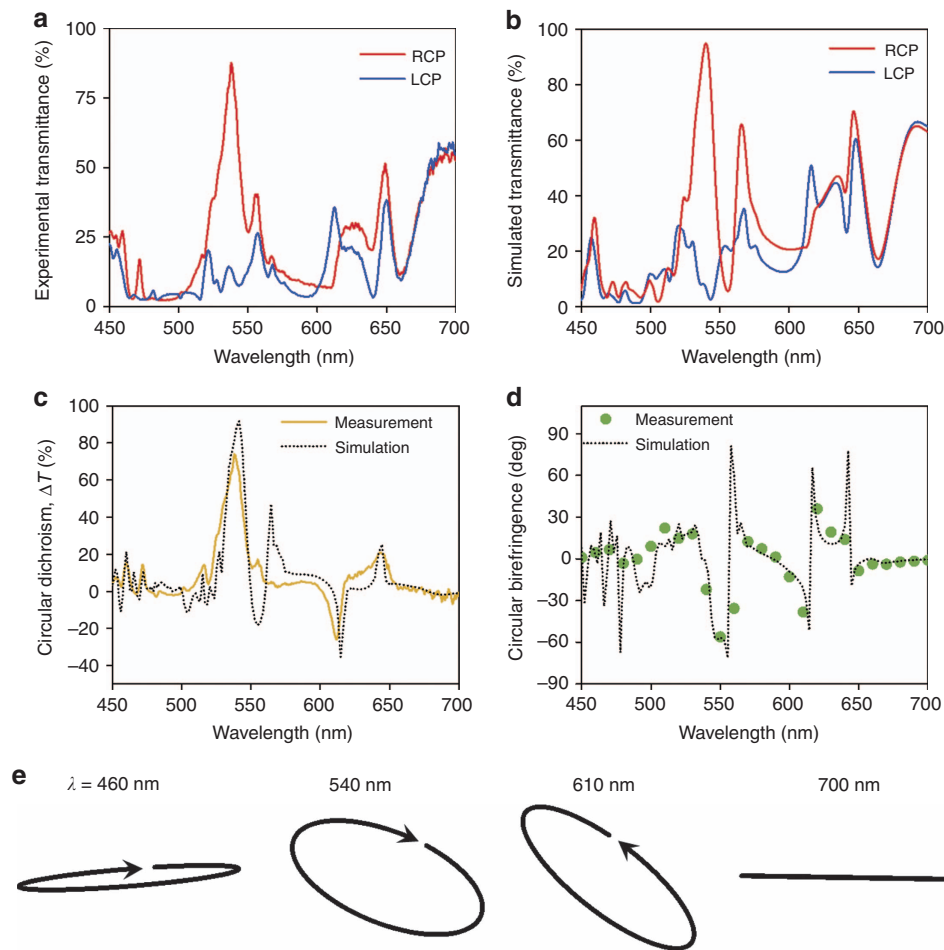 a
Experimental transmittance (%)
100
75
50
25
0
RCP
LCP
450 500 550 600 650 700
Wavelength (nm)
b
Simulated transmittance (%)
100
80
60
40
20
0
RCP
LCP
450 500 550 600 650 700
Wavelength (nm)
c
Circular dichroism, ΔT (%)
100
80
60
40
20
0
−20
−40
Measurement
Simulation
450 500 550 600 650 700
Wavelength (nm)
d
Circular birefringence (deg)
90
60
30
0
−30
−60
−90
Measurement
Simulation
450 500 550 600 650 700
Wavelength (nm)
e
λ = 460 nm 540 nm 610 nm 700 nm